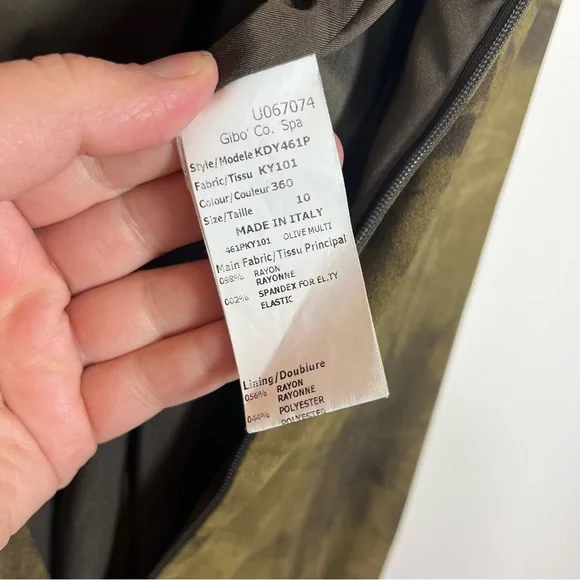 U067074
Gibo' Co. Spa
Style/Modele KDY461P
Fabric/Tissu KY101
Colour/Couleur 360
Size/Taille 10
MADE IN ITALY
461PKY101 OLIVE MULTI
Main Fabric/Tissu Principal
098% RAYON
RAYONNE
002% SPANDEX FOR EL.TY
ELASTIC
Lining/Doublure
056% RAYON
RAYONNE
044% POLYESTER
POLYESTER